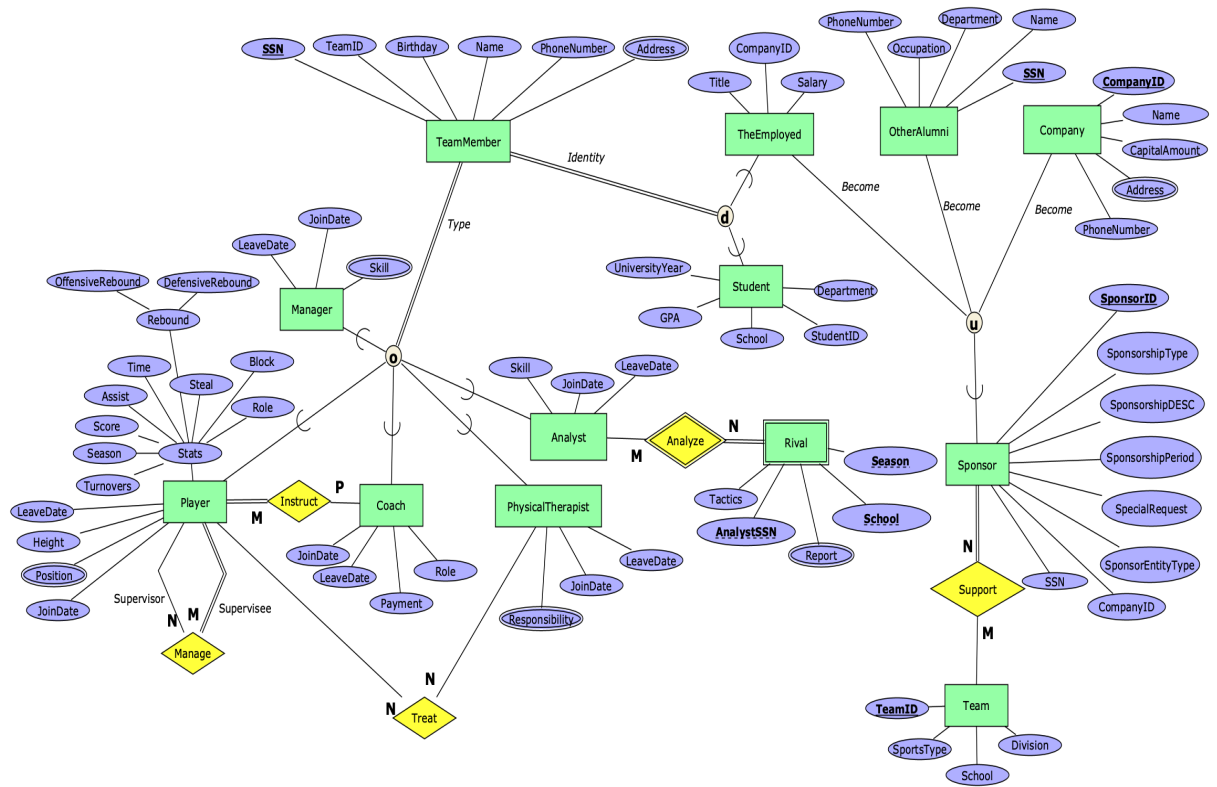 PhoneNumber
Department
Name
Occupation
SSN
SSN
TeamID
Birthday
Name
PhoneNumber
Address
CompanyID
Title
Salary
CompanyID
Name
CapitalAmount
Address
PhoneNumber
TeamMember
TheEmployed
OtherAlumni
Company
Identity
Become
Become
Become
Type
d
JoinDate
LeaveDate
Skill
Manager
UniversityYear
Student
Department
GPA
School
StudentID
SponsorID
u
OffensiveRebound
DefensiveRebound
Rebound
o
Time
Block
Steal
Assist
Role
Score
Season
Stats
Turnovers
Skill
JoinDate
LeaveDate
Analyst
M
Analyze
N
Rival
Season
Tactics
AnalystSSN
School
Report
SponsorshipType
SponsorshipDESC
SponsorshipPeriod
Sponsor
SpecialRequest
SponsorEntityType
SSN
CompanyID
N
Support
M
LeaveDate
Player
M
Instruct
P
Coach
PhysicalTherapist
Height
Position
JoinDate
JoinDate
LeaveDate
Payment
Role
LeaveDate
JoinDate
Responsibility
Supervisor
Supervisee
N
M
Manage
N
N
Treat
TeamID
Team
SportsType
School
Division